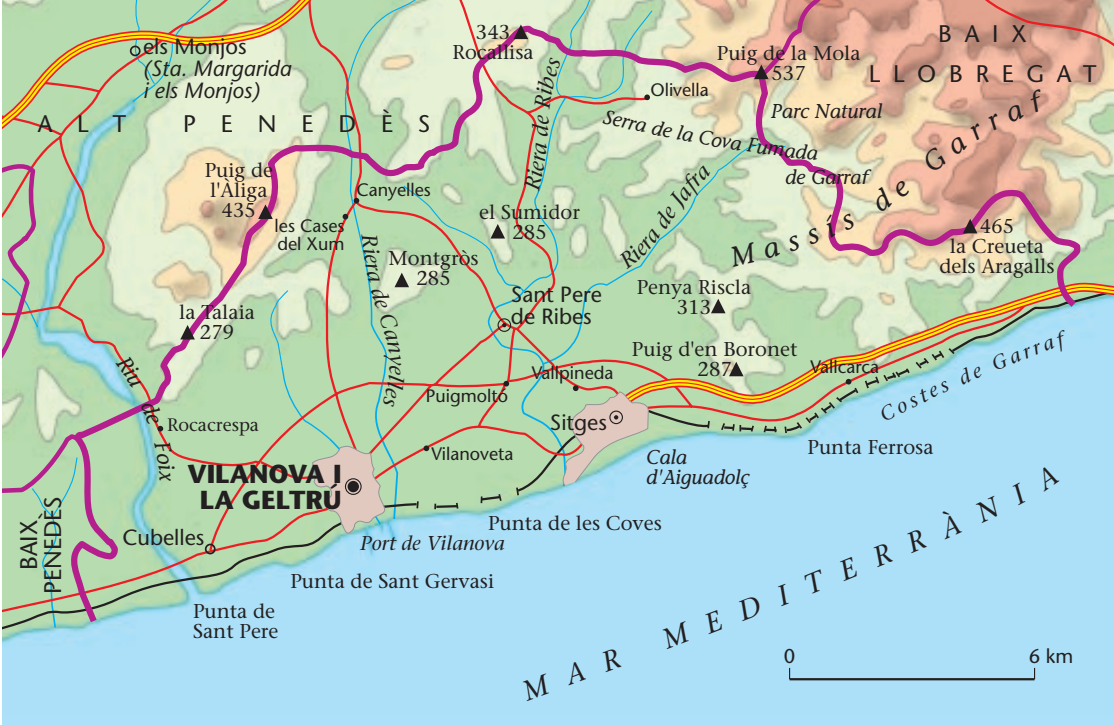 343
Rocallisa
BAIX
LLOBREGAT
els Monjos
(Sta. Margarida
i els Monjos)
Puig de la Mola
537
Olivella
Parc Natural
ALT PENEDÈS
Riera de Ribes
Serra de la Cova Fumada
de Garraf
Massís de Garraf
Puig de
l'Àliga
435
Canyelles
les Cases
del Xum
el Sumidor
285
Riera de Jafra
465
la Creueta
dels Aragalls
Montgròs
285
Riera de Canyelles
Penya Riscla
313
Sant Pere
de Ribes
la Talaia
279
Puig d'en Boronet
287
Vallcarca
Vallpineda
Puigmoltó
Costes de Garraf
Riu de Foix
Rocacrespa
Sitges
Punta Ferrosa
Vilanoveta
Cala
d'Aiguadolç
VILANOVA I
LA GELTRÚ
BAIX
PENEDÈS
Punta de les Coves
Cubelles
Port de Vilanova
Punta de Sant Gervasi
Punta de
Sant Pere
MAR MEDITERRÀNIA
0 6 km